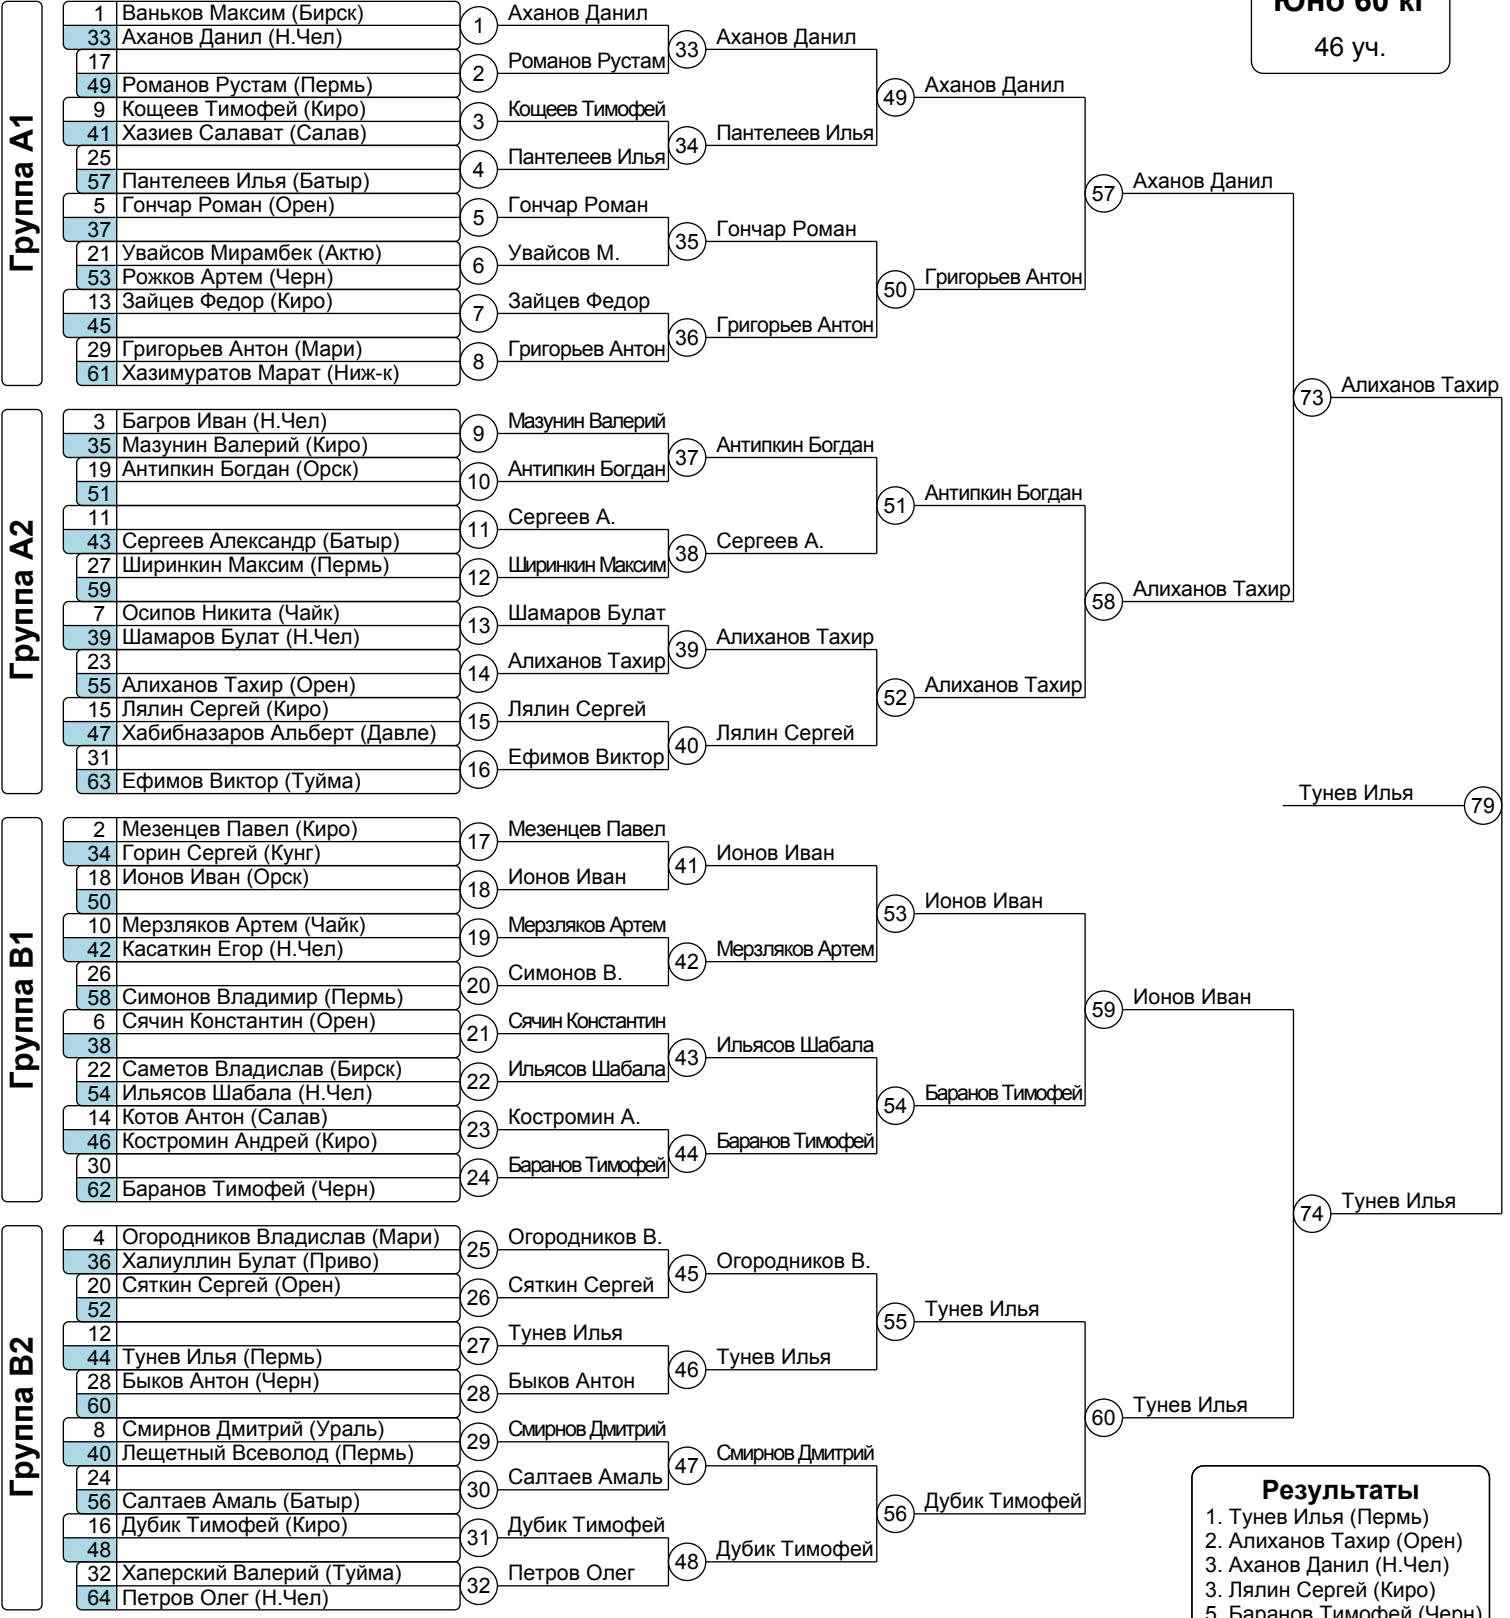 Юно 60 кг
46 уч.
Группа A1
1 Ваньков Максим (Бирск)
33 Аханов Данил (Н.Чел)
17
49 Романов Рустам (Пермь)
9 Кощеев Тимофей (Киро)
41 Хазиев Салават (Салав)
25
57 Пантелеев Илья (Батыр)
5 Гончар Роман (Орен)
37
21 Увайсов Мирамбек (Актю)
53 Рожков Артем (Черн)
13 Зайцев Федор (Киро)
45
29 Григорьев Антон (Мари)
61 Хазимуратов Марат (Ниж-к)
1 Аханов Данил
2 Романов Рустам
3 Кощеев Тимофей
4 Пантелеев Илья
5 Гончар Роман
6 Увайсов М.
7 Зайцев Федор
8 Григорьев Антон
33 Аханов Данил
34 Пантелеев Илья
35 Гончар Роман
36 Григорьев Антон
49 Аханов Данил
50 Григорьев Антон
57 Аханов Данил
Группа A2
3 Багров Иван (Н.Чел)
35 Мазунин Валерий (Киро)
19 Антипкин Богдан (Орск)
51
11
43 Сергеев Александр (Батыр)
27 Ширинкин Максим (Пермь)
59
7 Осипов Никита (Чайк)
39 Шамаров Булат (Н.Чел)
23
55 Алиханов Тахир (Орен)
15 Лялин Сергей (Киро)
47 Хабибназаров Альберт (Давле)
31
63 Ефимов Виктор (Туйма)
9 Мазунин Валерий
10 Антипкин Богдан
11 Сергеев А.
12 Ширинкин Максим
13 Шамаров Булат
14 Алиханов Тахир
15 Лялин Сергей
16 Ефимов Виктор
37 Антипкин Богдан
38 Сергеев А.
39 Алиханов Тахир
40 Лялин Сергей
51 Антипкин Богдан
52 Алиханов Тахир
58 Алиханов Тахир
73 Алиханов Тахир
Тунев Илья 79
Группа B1
2 Мезенцев Павел (Киро)
34 Горин Сергей (Кунг)
18 Ионов Иван (Орск)
50
10 Мерзляков Артем (Чайк)
42 Касаткин Егор (Н.Чел)
26
58 Симонов Владимир (Пермь)
6 Сячин Константин (Орен)
38
22 Саметов Владислав (Бирск)
54 Ильясов Шабала (Н.Чел)
14 Котов Антон (Салав)
46 Костромин Андрей (Киро)
30
62 Баранов Тимофей (Черн)
17 Мезенцев Павел
18 Ионов Иван
19 Мерзляков Артем
20 Симонов В.
21 Сячин Константин
22 Ильясов Шабала
23 Костромин А.
24 Баранов Тимофей
41 Ионов Иван
42 Мерзляков Артем
43 Ильясов Шабала
44 Баранов Тимофей
53 Ионов Иван
54 Баранов Тимофей
59 Ионов Иван
Группа B2
4 Огородников Владислав (Мари)
36 Халиуллин Булат (Приво)
20 Сяткин Сергей (Орен)
52
12
44 Тунев Илья (Пермь)
28 Быков Антон (Черн)
60
8 Смирнов Дмитрий (Ураль)
40 Лещетный Всеволод (Пермь)
24
56 Салтаев Амаль (Батыр)
16 Дубик Тимофей (Киро)
48
32 Хаперский Валерий (Туйма)
64 Петров Олег (Н.Чел)
25 Огородников В.
26 Сяткин Сергей
27 Тунев Илья
28 Быков Антон
29 Смирнов Дмитрий
30 Салтаев Амаль
31 Дубик Тимофей
32 Петров Олег
45 Огородников В.
46 Тунев Илья
47 Смирнов Дмитрий
48 Дубик Тимофей
55 Тунев Илья
56 Дубик Тимофей
60 Тунев Илья
74 Тунев Илья
Результаты
1. Тунев Илья (Пермь)
2. Алиханов Тахир (Орен)
3. Аханов Данил (Н.Чел)
3. Лялин Сергей (Киро)
5. Баранов Тимофей (Черн)